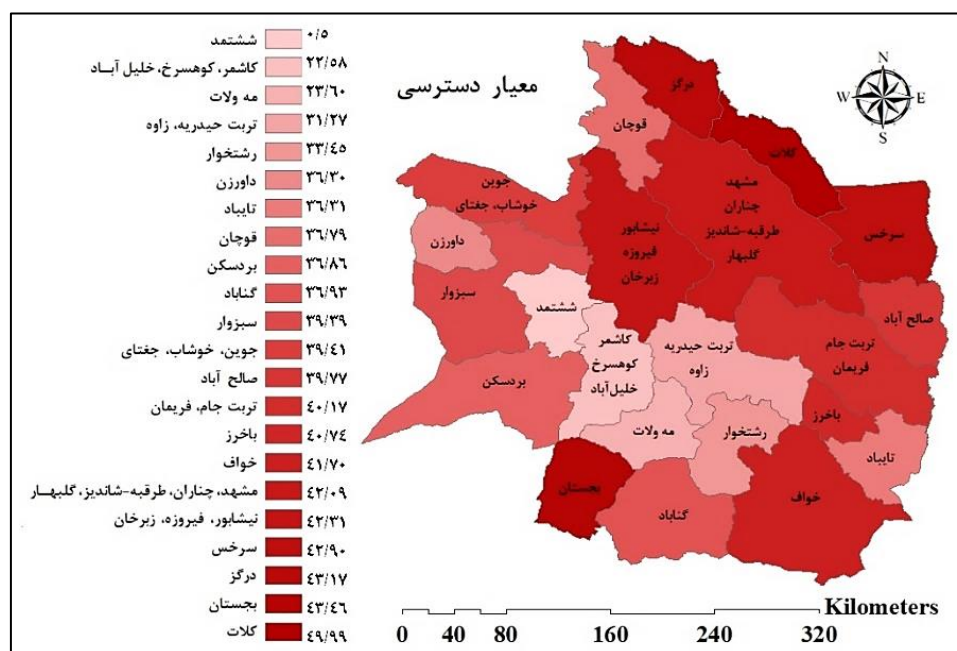 معیار دسترسی
ششتمد ۰/۵
کاشمر، کوهسرخ، خلیل آباد ۲۲/۵۸
مه ولات ۲۳/۶۰
تربت حیدریه، زاوه ۳۱/۲۷
رشتخوار ۳۳/۴۵
داورزن ۳۶/۳۰
تایباد ۳۶/۳۱
قوچان ۳۶/۷۹
بردسکن ۳۶/۸۶
گناباد ۳۶/۹۳
سبزوار ۳۹/۳۹
جوین، خوشاب، جغتای ۳۹/۴۱
صالح آباد ۳۹/۷۷
تربت جام، فریمان ۴۰/۱۷
باخرز ۴۰/۷۴
خواف ۴۱/۷۰
مشهد، چناران، طرقبه-شاندیز، گلبهار ۴۲/۰۹
نیشابور، فیروزه، زبرخان ۴۲/۳۱
سرخس ۴۲/۹۰
درگز ۴۳/۱۷
بجستان ۴۳/۴۶
کلات ۴۹/۹۹
N
W E
S
درگز
قوچان
کلات
جوین
خوشاب، جغتای
مشهد
چناران
طرقبه-شاندیز
گلبهار
نیشابور
فیروزه
زبرخان
سرخس
داورزن
سبزوار
ششتمد
صالح آباد
کاشمر
کوهسرخ
خلیل‌آباد
تربت حیدریه
زاوه
تربت جام
فریمان
بردسکن
باخرز
مه ولات
رشتخوار
تایباد
بجستان
گناباد
خواف
Kilometers
0 40 80 160 240 320